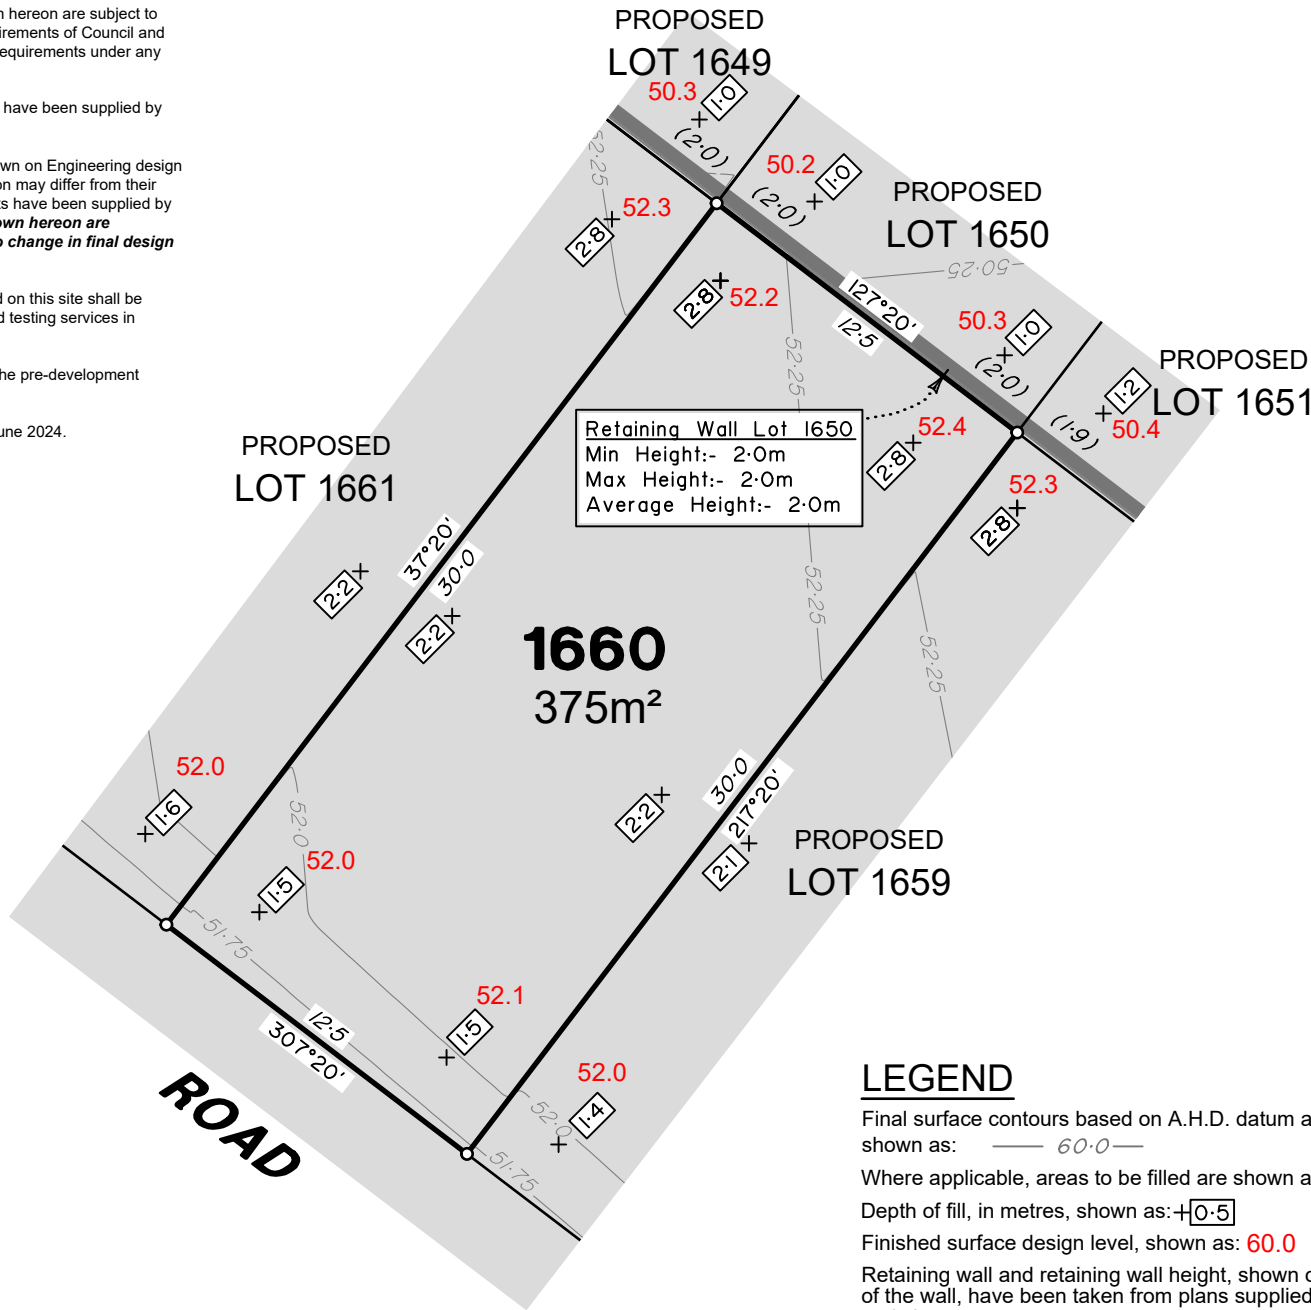 n hereon are subject to
irements of Council and
equirements under any
have been supplied by
wn on Engineering design
on may differ from their
ts have been supplied by
own hereon are
o change in final design
d on this site shall be
d testing services in
he pre-development
une 2024.
PROPOSED
LOT 1649
50.3
1·0
(2·0)
50.2
1·0
(2·0)
PROPOSED
LOT 1650
52·25
52.3
2·8
50·25
2·8
52.2
127°20'
12·5
50.3
1·0
(2·0)
PROPOSED
LOT 1651
1·2
50.4
(1·9)
52·25
Retaining Wall Lot 1650
Min Height:- 2·0m
Max Height:- 2·0m
Average Height:- 2·0m
52.4
2·8
52.3
2·8
PROPOSED
LOT 1661
37°20'
30·0
2·2
2·2
52·25
52·25
1660
375m²
52.0
1·6
52·0
52.0
1·5
30·0
217°20'
2·2
2·1
PROPOSED
LOT 1659
51·75
52.1
1·5
12·5
307°20'
52.0
1·4
52·0
51·75
ROAD
LEGEND
Final surface contours based on A.H.D. datum a
shown as: 60·0
Where applicable, areas to be filled are shown a
Depth of fill, in metres, shown as:+0·5
Finished surface design level, shown as: 60.0
Retaining wall and retaining wall height, shown o
of the wall, have been taken from plans supplied